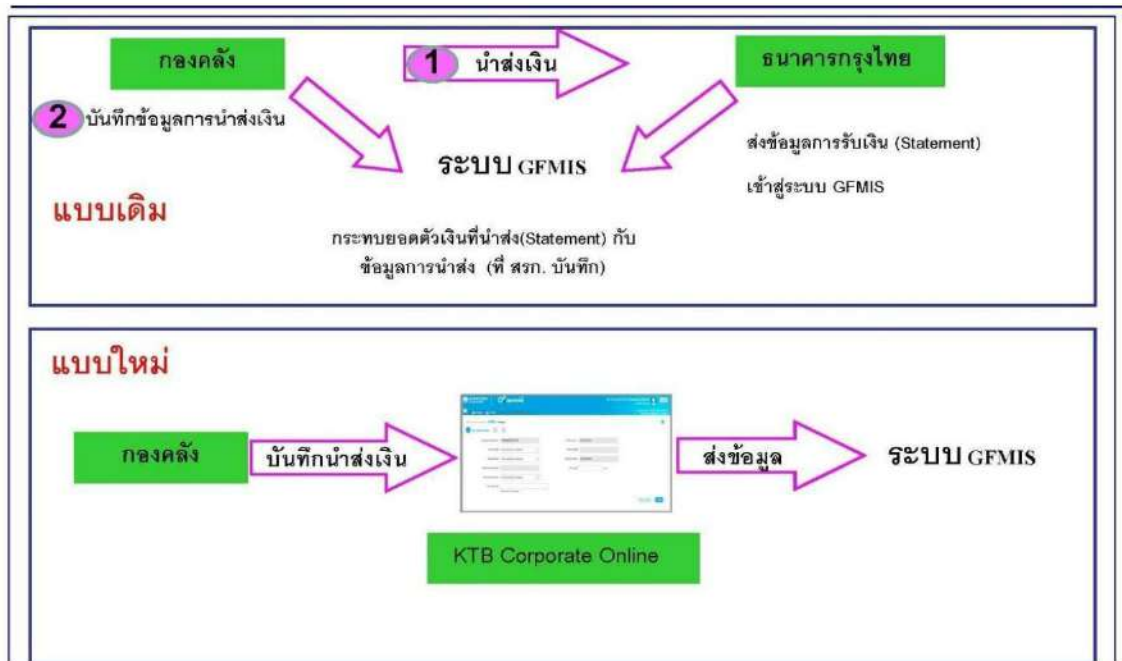 กองคลัง
1 นำส่งเงิน
ธนาคารกรุงไทย
2 บันทึกข้อมูลการนำส่งเงิน
ระบบ GFMIS
ส่งข้อมูลการรับเงิน (Statement)
เข้าสู่ระบบ GFMIS
แบบเดิม
กระทบยอดตัวเงินที่นำส่ง(Statement) กับ
ข้อมูลการนำส่ง (ที่ สรก. บันทึก)
แบบใหม่
กองคลัง
บันทึกนำส่งเงิน
ส่งข้อมูล
ระบบ GFMIS
KTB Corporate Online